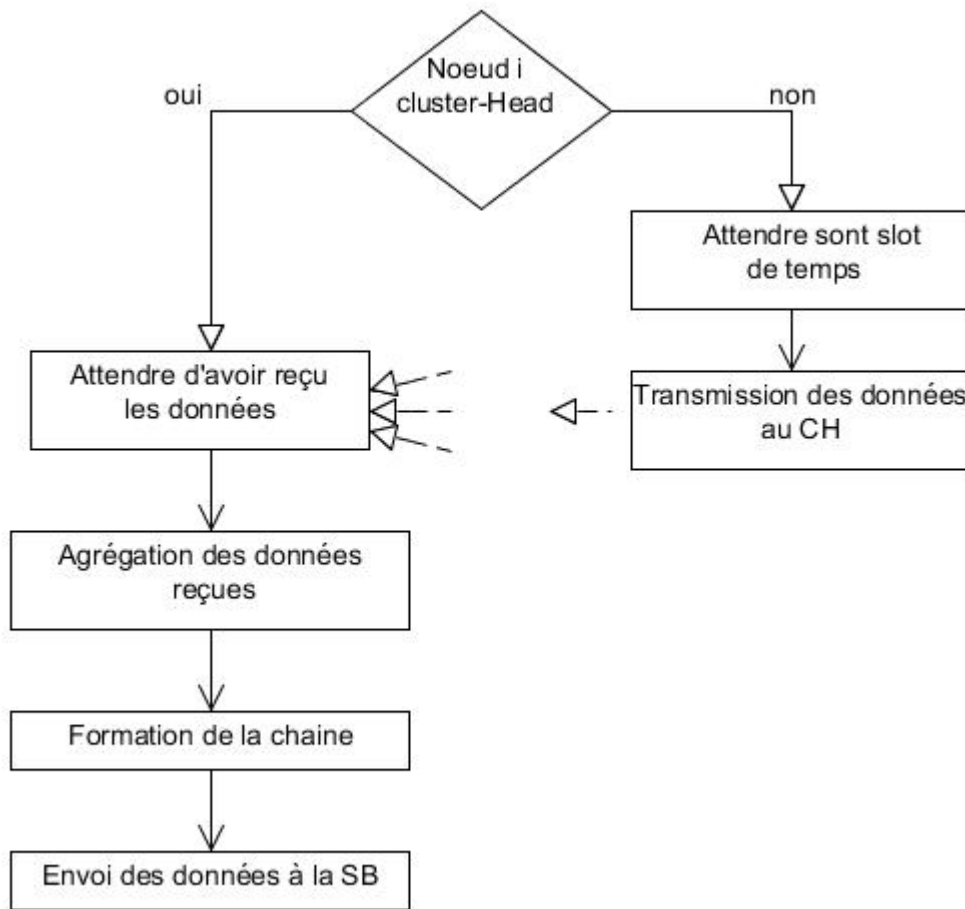 Noeud i
cluster-Head
oui
non
Attendre sont slot
de temps
Attendre d'avoir reçu
les données
Transmission des données
au CH
Agrégation des données
reçues
Formation de la chaine
Envoi des données à la SB